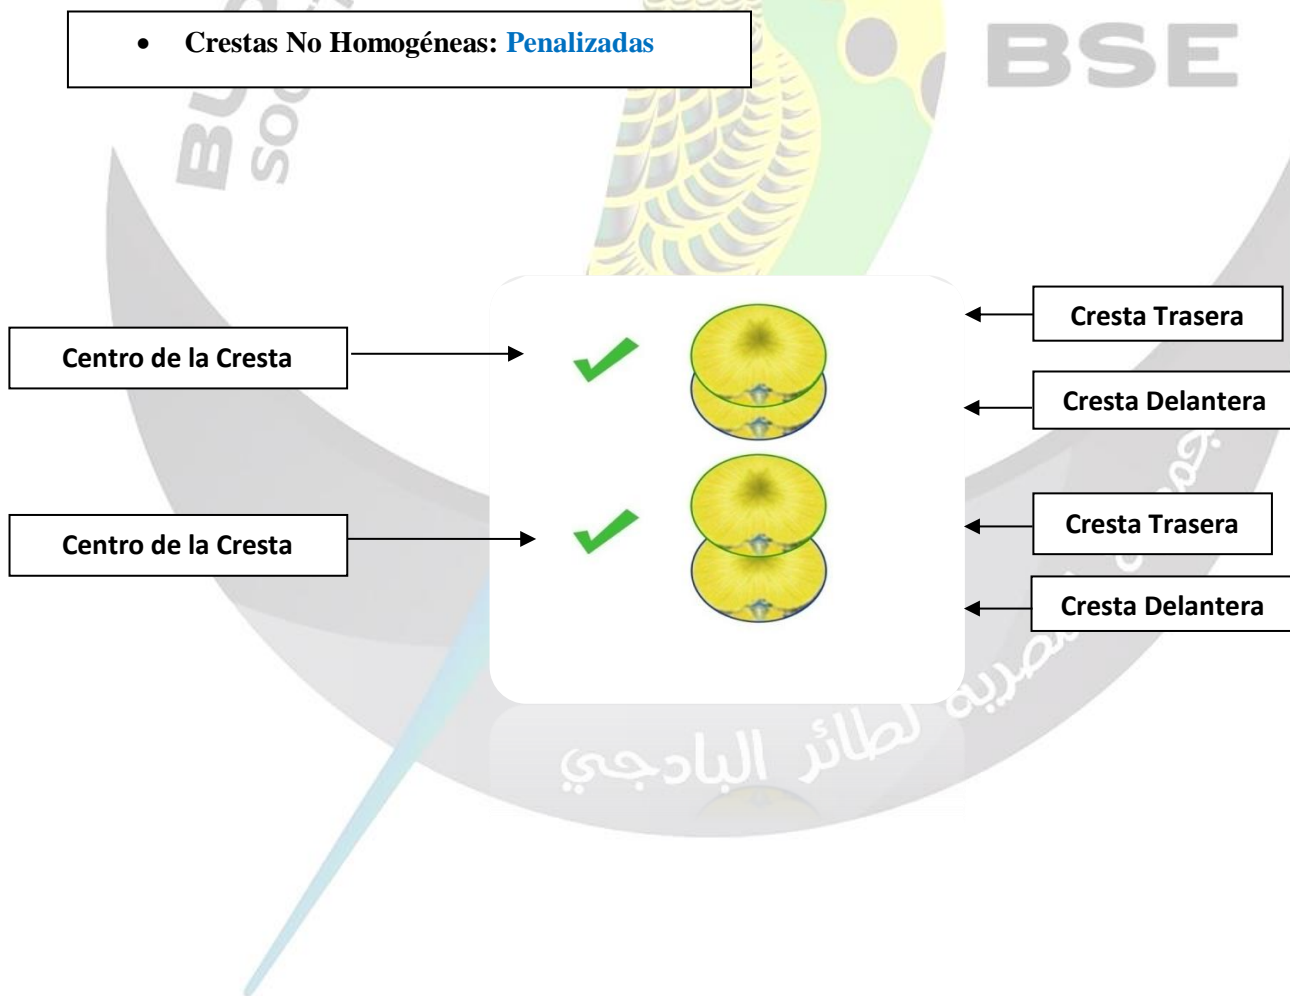 • Crestas No Homogéneas: Penalizadas
BSE
Cresta Trasera
Centro de la Cresta
Cresta Delantera
Cresta Trasera
Centro de la Cresta
Cresta Delantera
لطائر البادجي